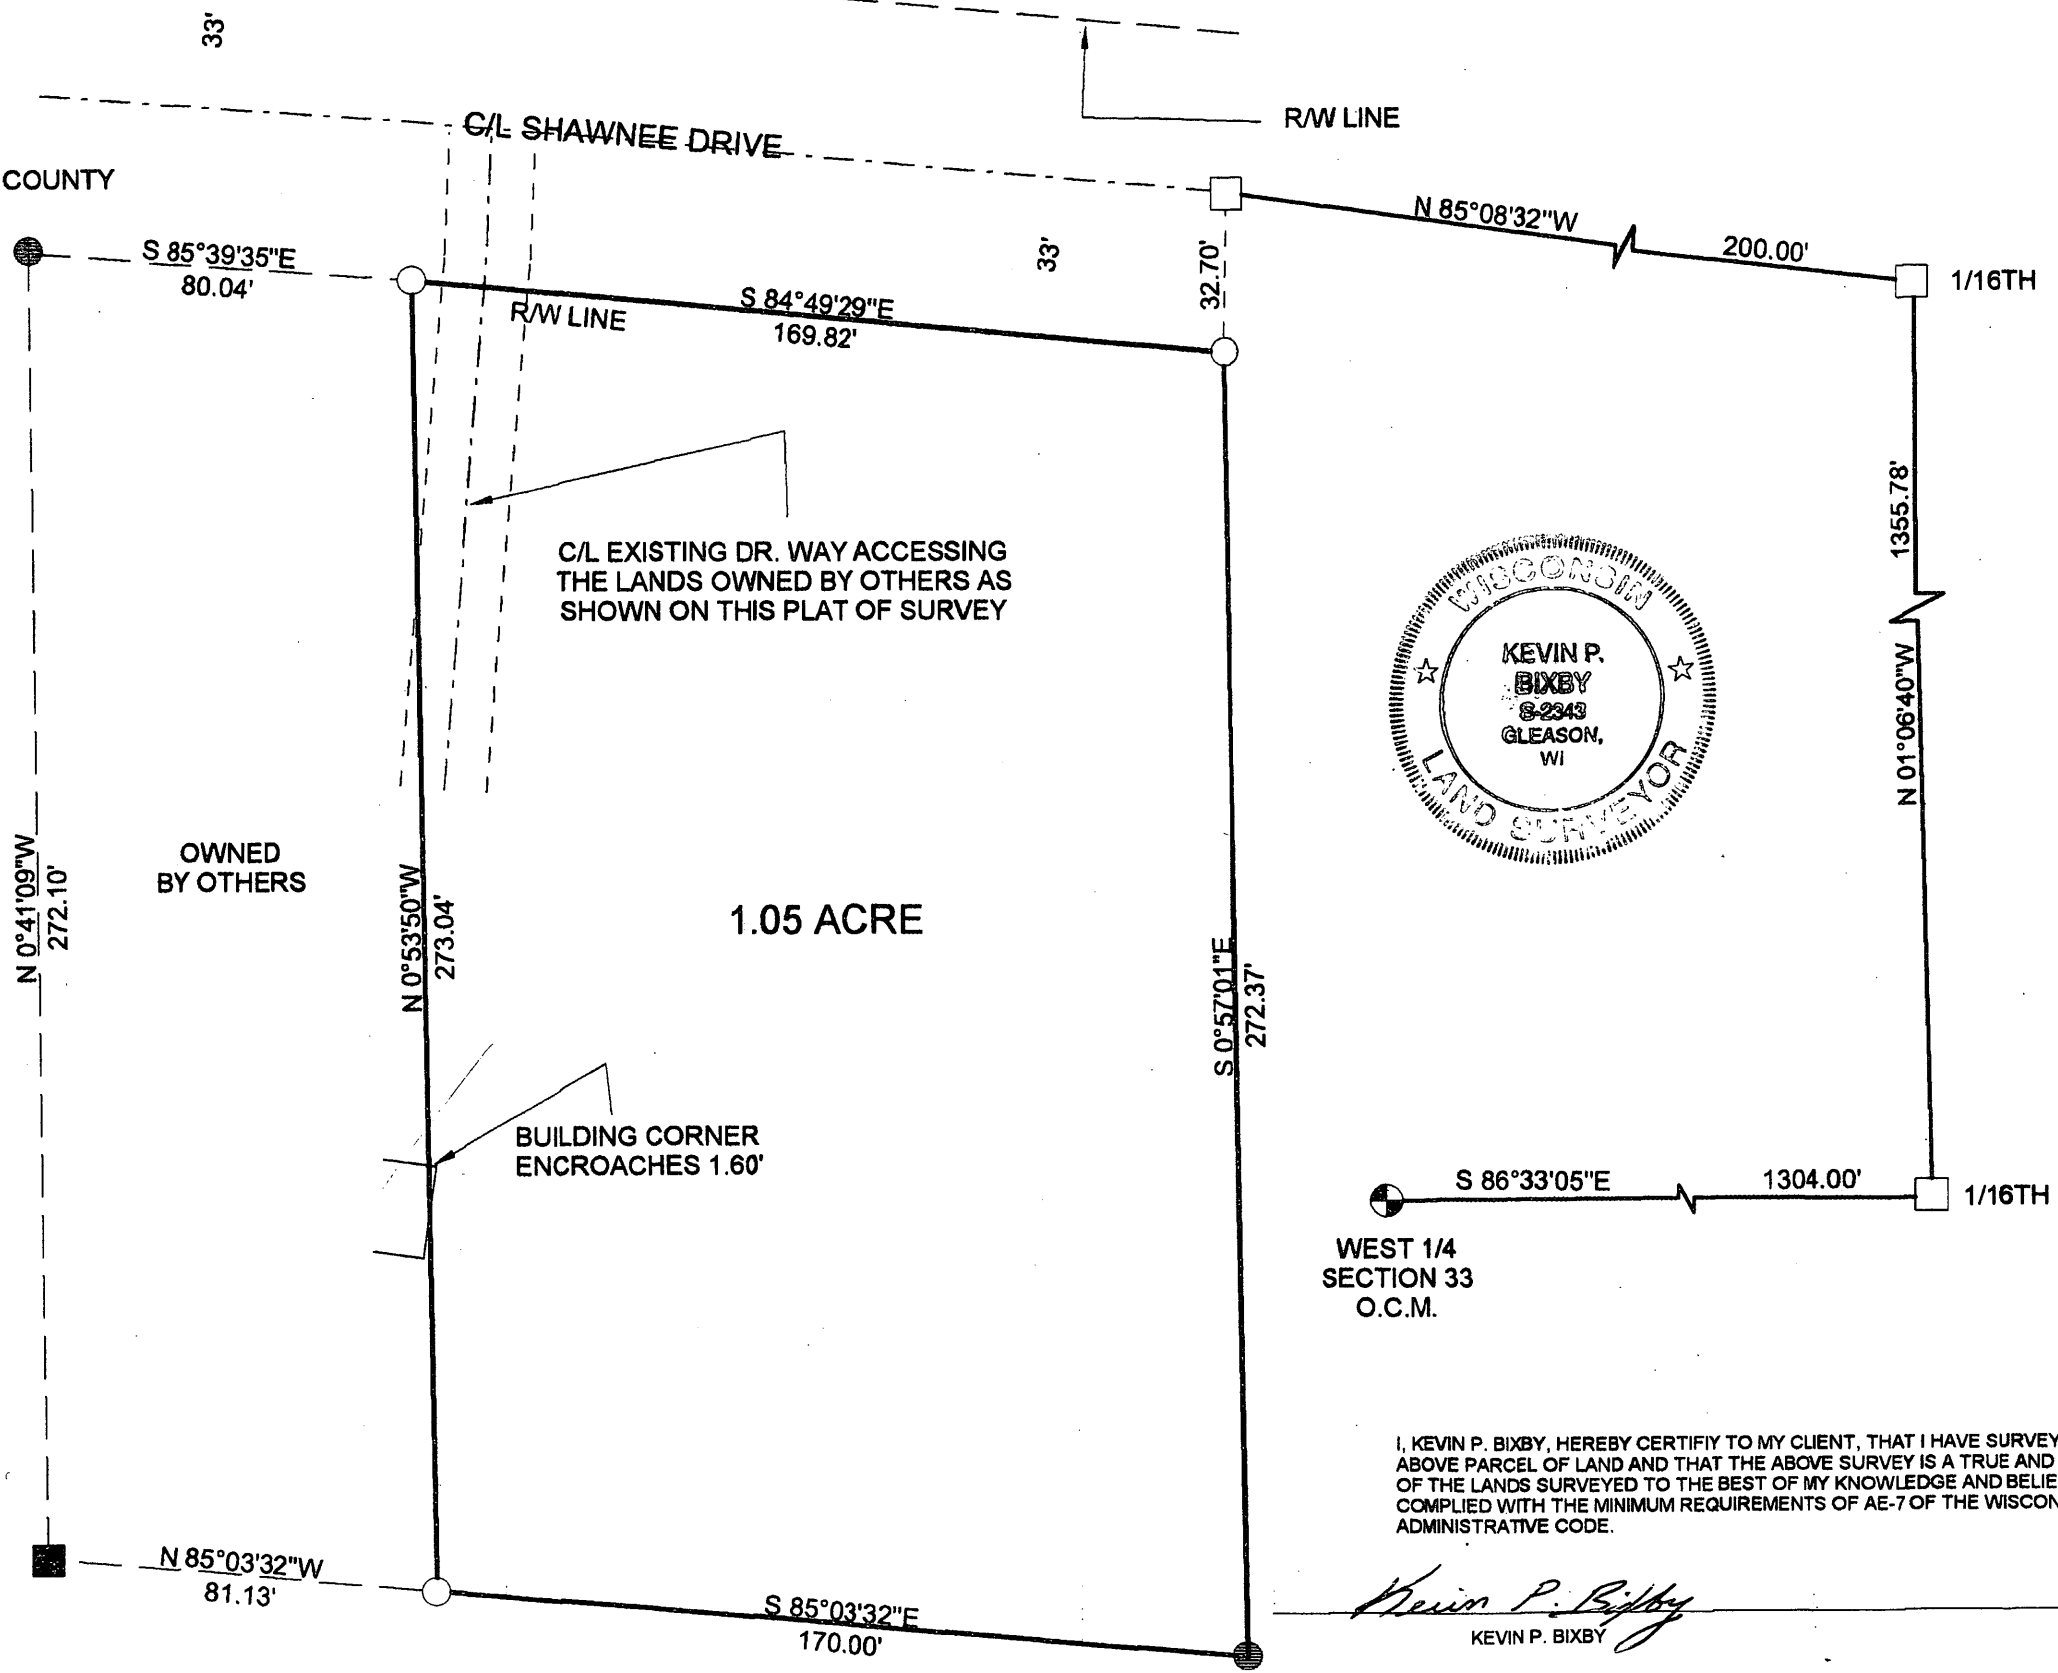 33'
C/L SHAWNEE DRIVE
R/W LINE
COUNTY
S 85°39'35"E
80.04'
R/W LINE
S 84°49'29"E
169.82'
33'
32.70'
N 85°08'32"W
200.00'
1/16TH
1355.78'
N 01°06'40"W
C/L EXISTING DR. WAY ACCESSING
THE LANDS OWNED BY OTHERS AS
SHOWN ON THIS PLAT OF SURVEY
WISCONSIN
KEVIN P.
BIXBY
S-2343
GLEASON,
WI
LAND SURVEYOR
N 0°41'09"W
272.10'
OWNED
BY OTHERS
N 0°53'50"W
273.04'
1.05 ACRE
S 0°57'01"E
272.37'
BUILDING CORNER
ENCROACHES 1.60'
S 86°33'05"E
1304.00'
1/16TH
WEST 1/4
SECTION 33
O.C.M.
I, KEVIN P. BIXBY, HEREBY CERTIFIY TO MY CLIENT, THAT I HAVE SURVEY
ABOVE PARCEL OF LAND AND THAT THE ABOVE SURVEY IS A TRUE AND
OF THE LANDS SURVEYED TO THE BEST OF MY KNOWLEDGE AND BELIE
COMPLIED WITH THE MINIMUM REQUIREMENTS OF AE-7 OF THE WISCON
ADMINISTRATIVE CODE.
N 85°03'32"W
81.13'
S 85°03'32"E
170.00'
Kevin P. Bixby
KEVIN P. BIXBY